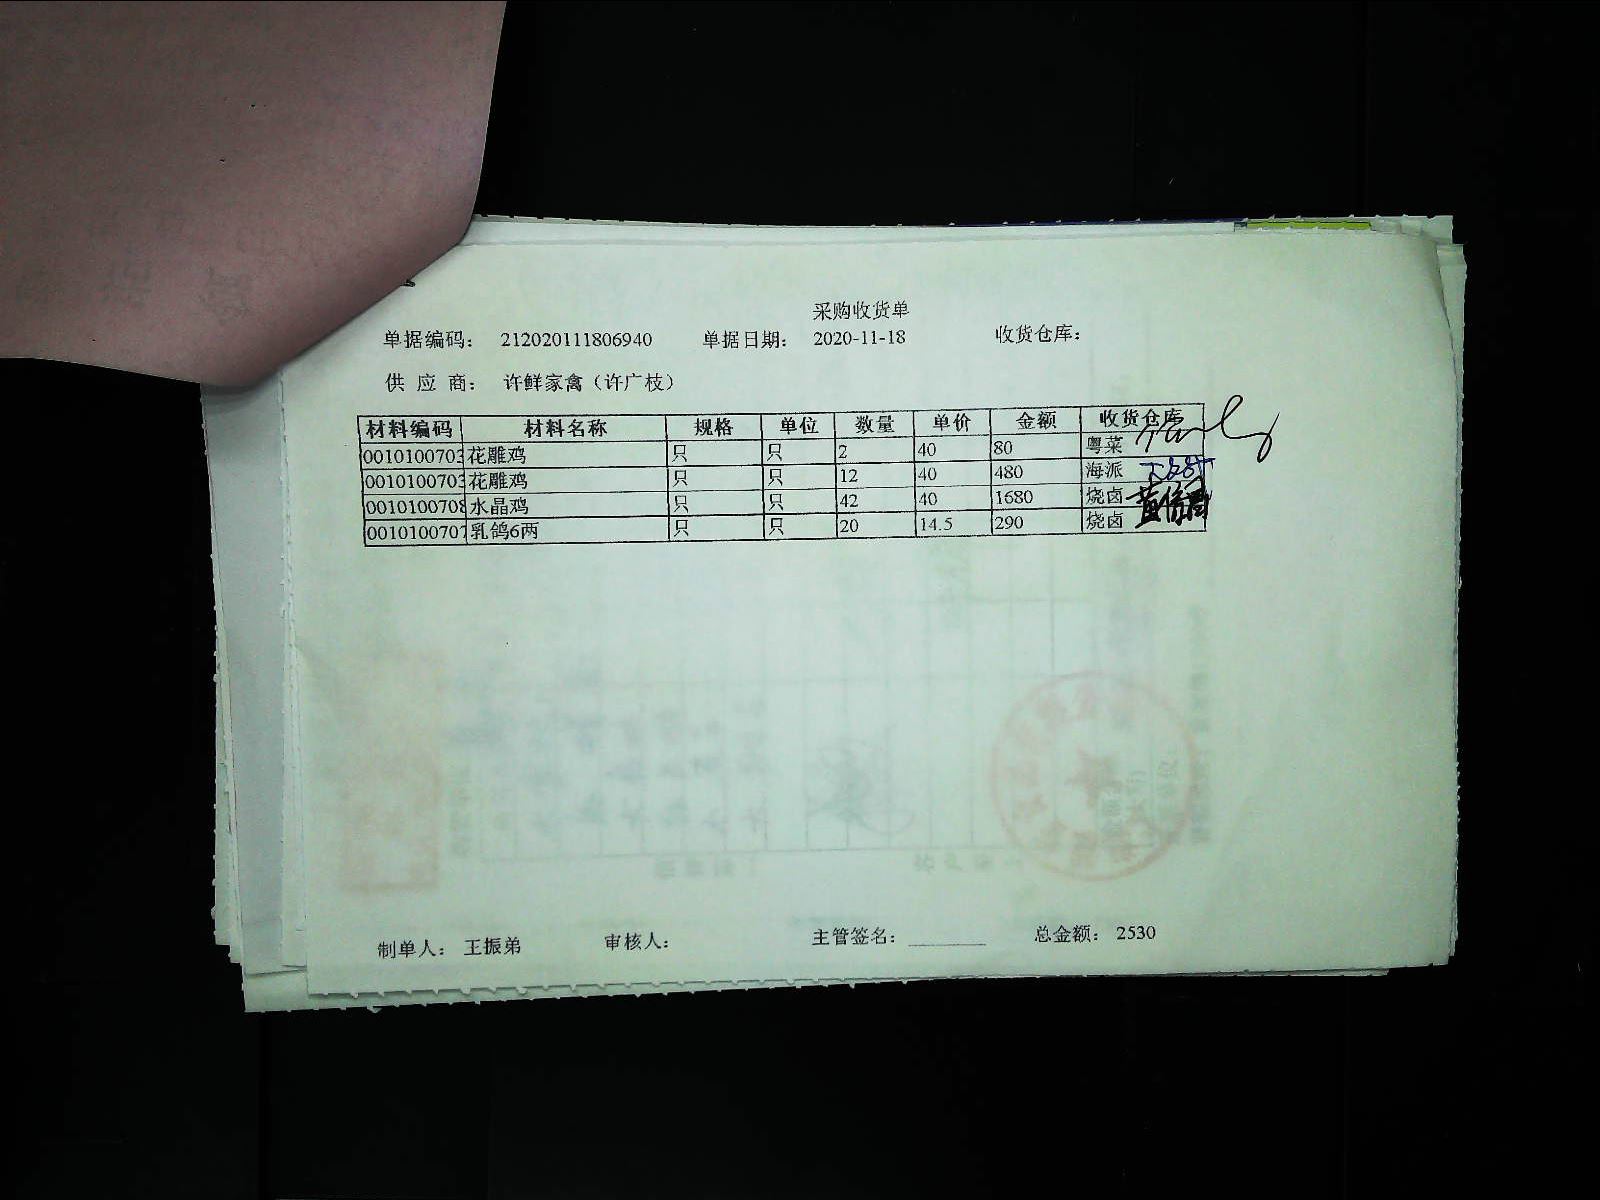 采购收货单
单据编码： 212020111806940 单据日期： 2020-11-18 收货仓库：
供 应 商： 许鲜家禽（许广枝）
材料编码 材料名称 规格 单位 数量 单价 金额 收货仓库
0010100703 花雕鸡 只 只 2 40 80 粤菜
0010100703 花雕鸡 只 只 12 40 480 海派
0010100708 水晶鸡 只 只 42 40 1680 烧卤
0010100707 乳鸽6两 只 只 20 14.5 290 烧卤
制单人： 王振弟 审核人： 主管签名： 总金额： 2530